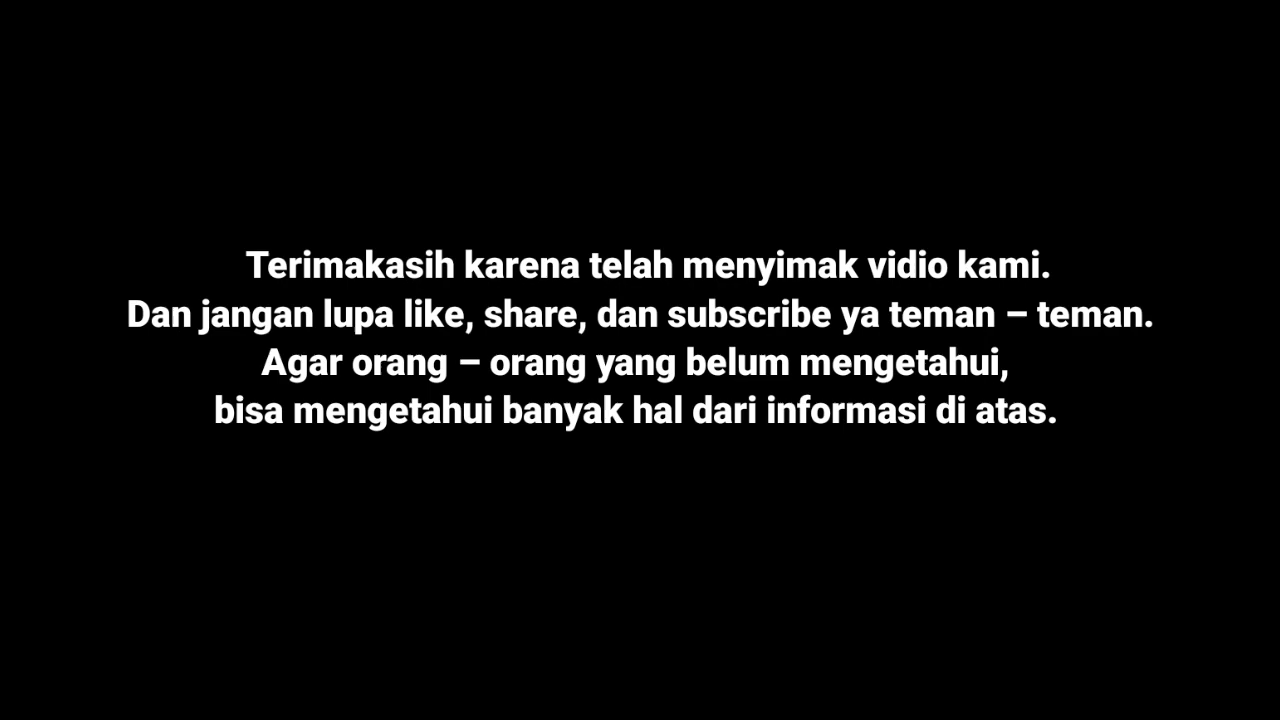 Terimakasih karena telah menyimak vidio kami.
Dan jangan lupa like, share, dan subscribe ya teman – teman.
Agar orang – orang yang belum mengetahui,
bisa mengetahui banyak hal dari informasi di atas.